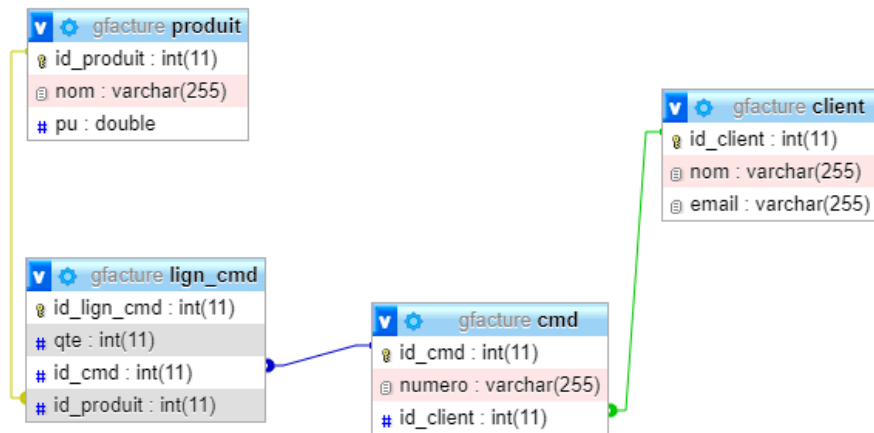 v gfacture produit
id_produit : int(11)
nom : varchar(255)
# pu : double
v gfacture client
id_client : int(11)
nom : varchar(255)
email : varchar(255)
v gfacture lign_cmd
id_lign_cmd : int(11)
# qte : int(11)
# id_cmd : int(11)
# id_produit : int(11)
v gfacture cmd
id_cmd : int(11)
numero : varchar(255)
# id_client : int(11)